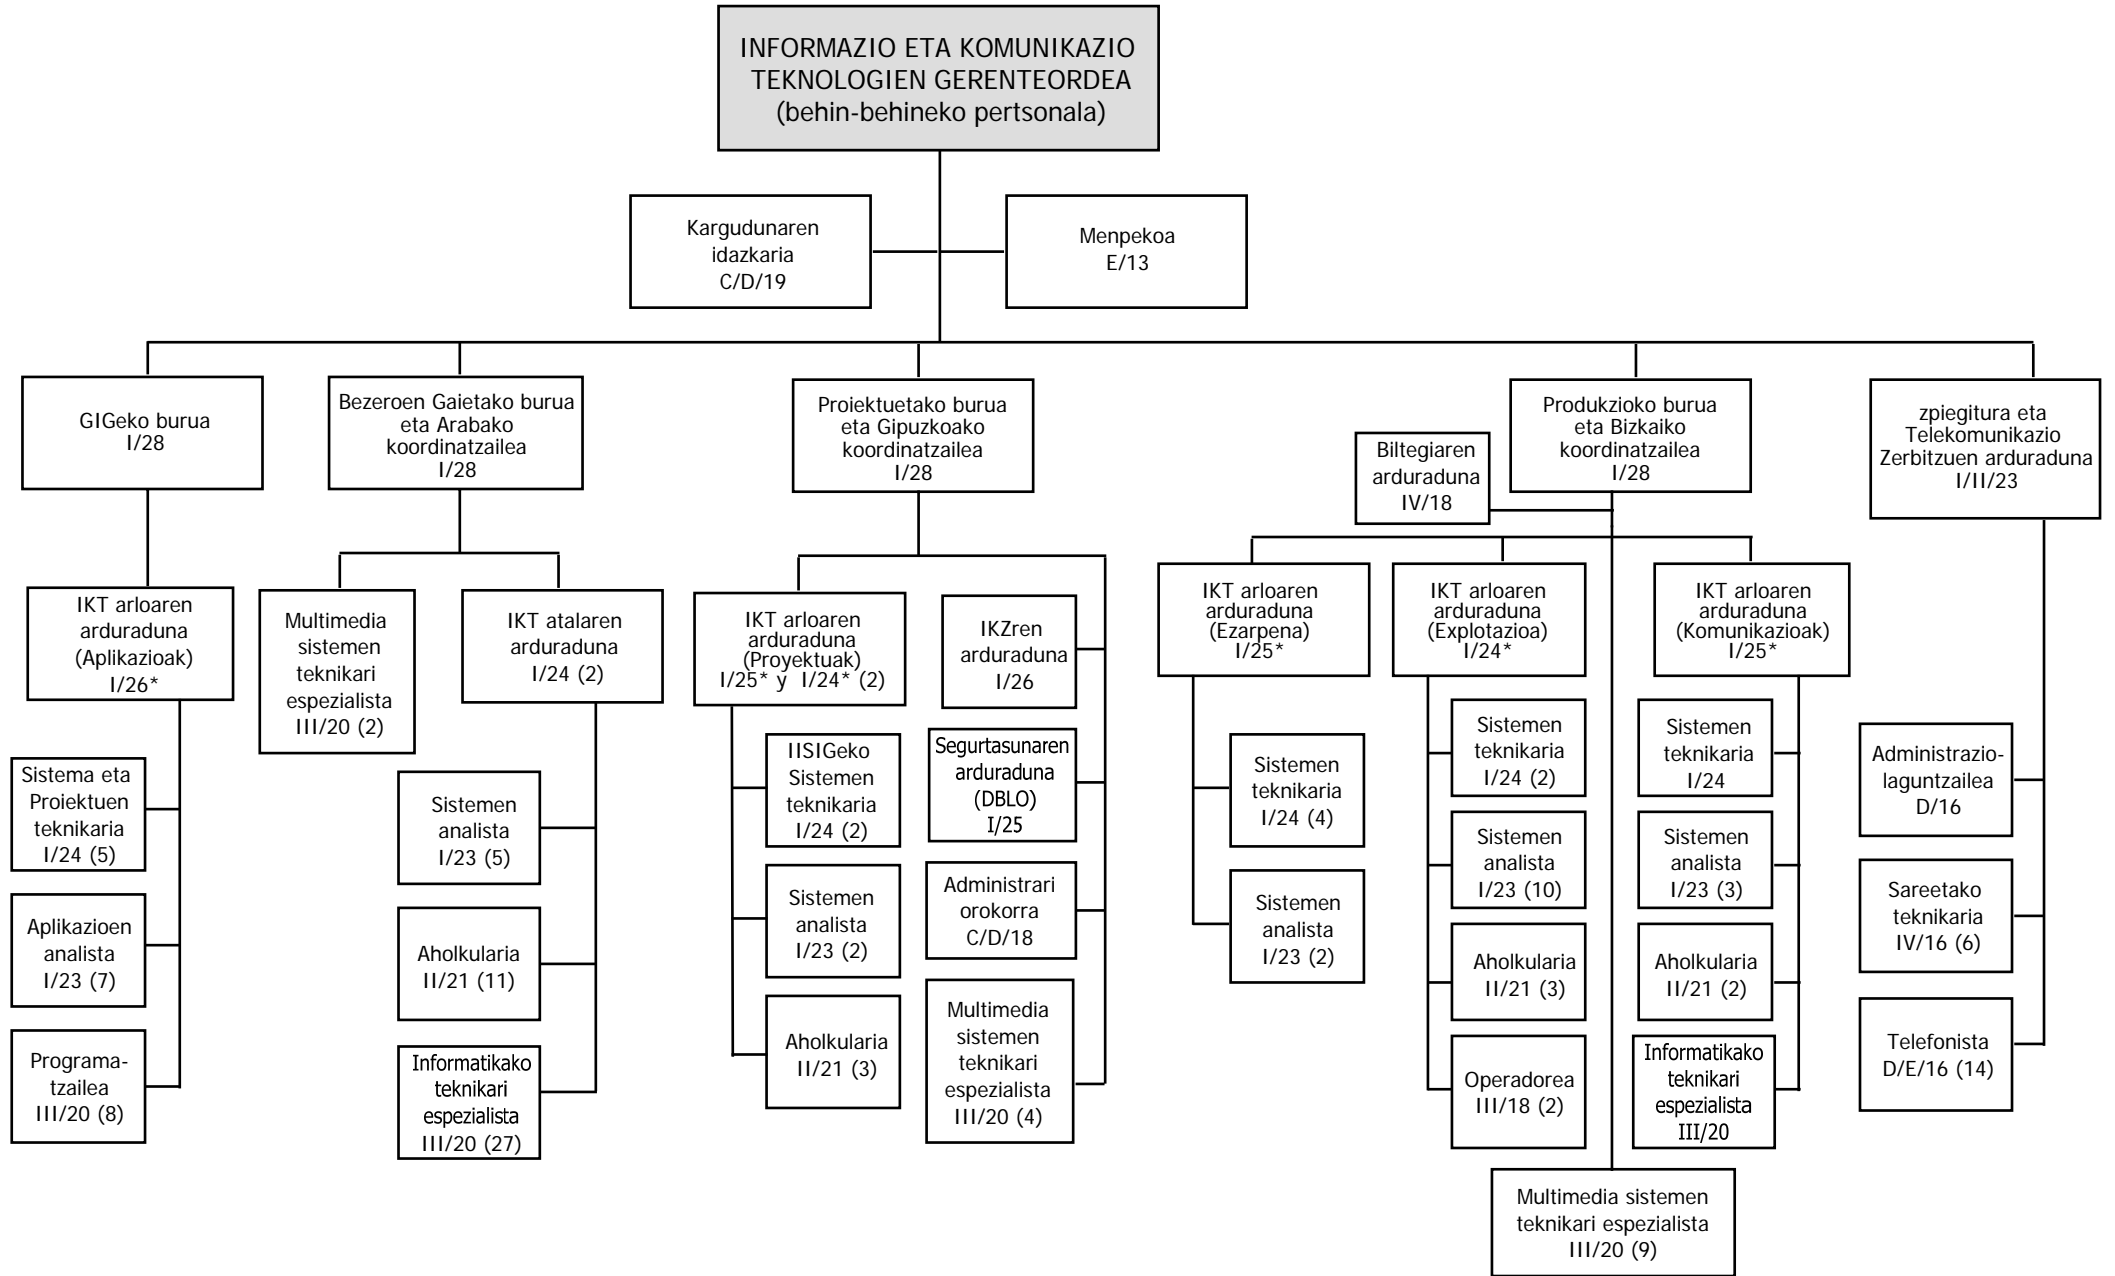 INFORMAZIO ETA KOMUNIKAZIO
TEKNOLOGIEN GERENTEORDEA
(behin-behineko pertsonala)
Kargudunaren
idazkaria
C/D/19
Menpekoa
E/13
GIGeko burua
I/28
Bezeroen Gaietako burua
eta Arabako
koordinatzailea
I/28
Proiektuetako burua
eta Gipuzkoako
koordinatzailea
I/28
Biltegiaren
arduraduna
IV/18
Produkzioko burua
eta Bizkaiko
koordinatzailea
I/28
zpiegitura eta
Telekomunikazio
Zerbitzuen arduraduna
I/II/23
IKT arloaren
arduraduna
(Aplikazioak)
I/26*
Sistema eta
Proiektuen
teknikaria
I/24 (5)
Aplikazioen
analista
I/23 (7)
Programa-
tzailea
III/20 (8)
Multimedia
sistemen
teknikari
espezialista
III/20 (2)
IKT atalaren
arduraduna
I/24 (2)
Sistemen
analista
I/23 (5)
Aholkularia
II/21 (11)
Informatikako
teknikari
espezialista
III/20 (27)
IKT arloaren
arduraduna
(Proyektuak)
I/25* y I/24* (2)
IISIGeko
Sistemen
teknikaria
I/24 (2)
Sistemen
analista
I/23 (2)
Aholkularia
II/21 (3)
IKZren
arduraduna
I/26
Segurtasunaren
arduraduna
(DBLO)
I/25
Administrari
orokorra
C/D/18
Multimedia
sistemen
teknikari
espezialista
III/20 (4)
IKT arloaren
arduraduna
(Ezarpena)
I/25*
Sistemen
teknikaria
I/24 (4)
Sistemen
analista
I/23 (2)
IKT arloaren
arduraduna
(Explotazioa)
I/24*
Sistemen
teknikaria
I/24 (2)
Sistemen
analista
I/23 (10)
Aholkularia
II/21 (3)
Operadorea
III/18 (2)
IKT arloaren
arduraduna
(Komunikazioak)
I/25*
Sistemen
teknikaria
I/24
Sistemen
analista
I/23 (3)
Aholkularia
II/21 (2)
Informatikako
teknikari
espezialista
III/20
Multimedia sistemen
teknikari espezialista
III/20 (9)
Administrazio-
laguntzailea
D/16
Sareetako
teknikaria
IV/16 (6)
Telefonista
D/E/16 (14)